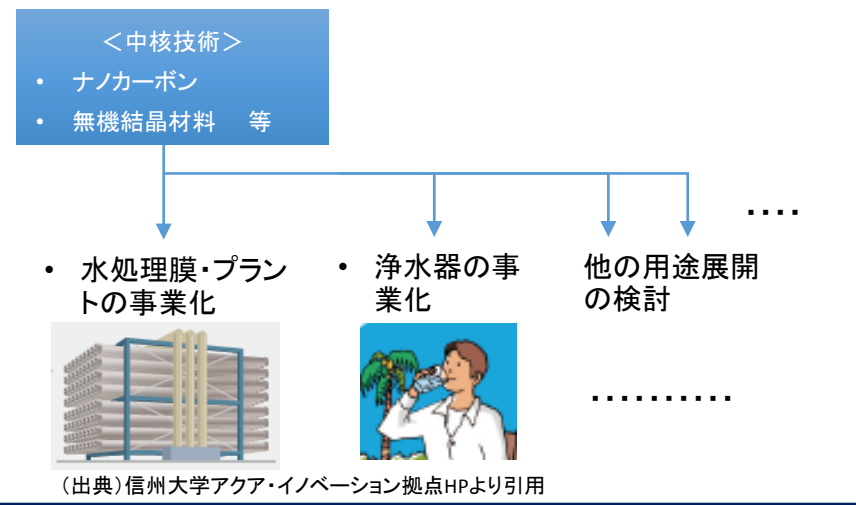 ＜中核技術＞
• ナノカーボン
• 無機結晶材料　等
‥‥
• 水処理膜・プラン
トの事業化
• 浄水器の事
業化
他の用途展開
の検討
‥‥‥‥‥
（出典）信州大学アクア・イノベーション拠点HPより引用